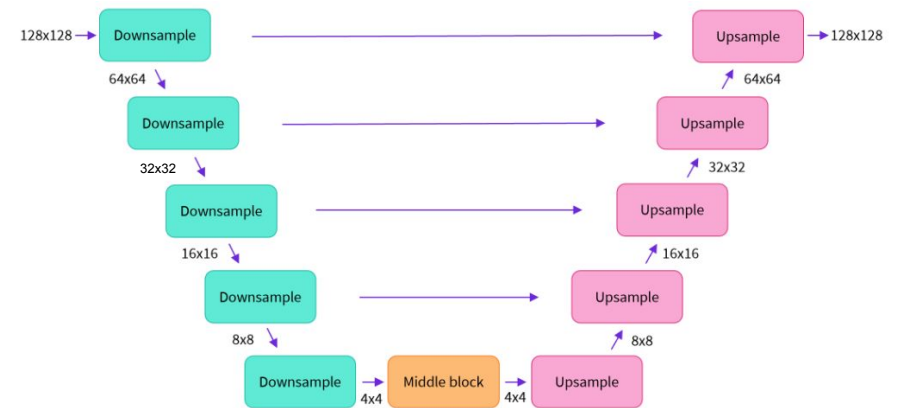 128x128
Downsample
Upsample
128x128
64x64
64x64
Downsample
Upsample
32x32
32x32
Downsample
Upsample
16x16
16x16
Downsample
Upsample
8x8
8x8
Downsample
4x4
Middle block
4x4
Upsample